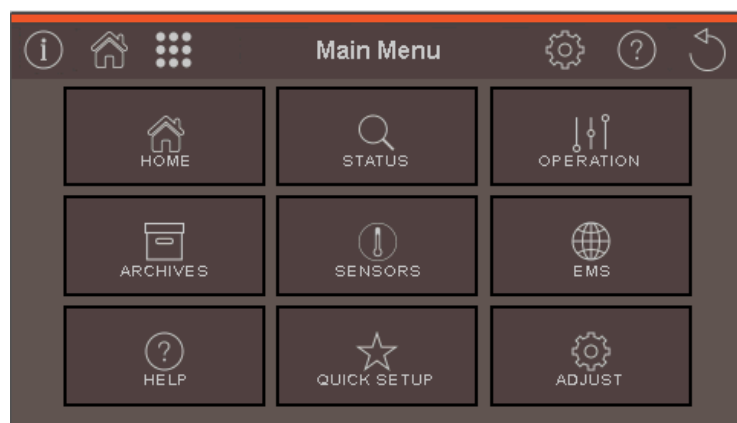 Main Menu
HOME
STATUS
OPERATION
ARCHIVES
SENSORS
EMS
HELP
QUICK SETUP
ADJUST